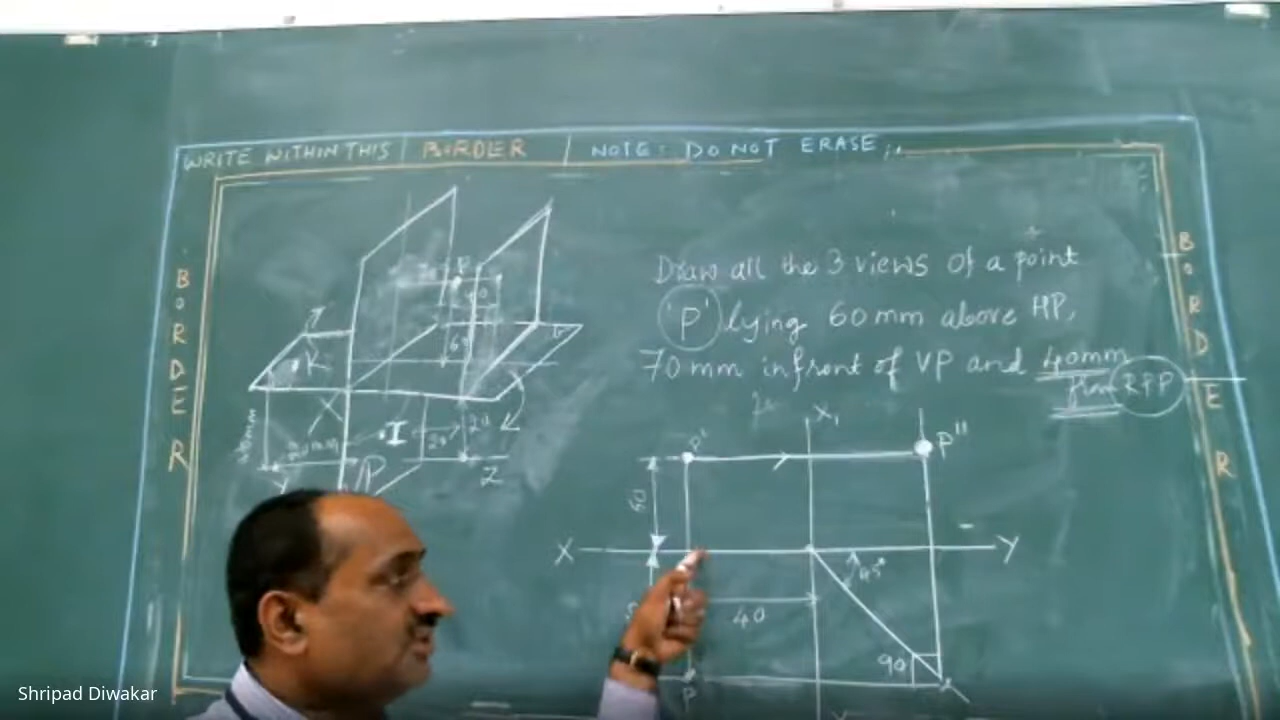 WRITE WITHIN THIS | BORDER | NOTE: DO NOT ERASE
BORDER
BORDER
Draw all the 3 views of a point
'P' lying 60 mm above HP,
70 mm infront of VP and 40mm
from RPP
X
Z
I
P
X1
P'
P"
60
X
Y
45°
40
90
P
Shripad Diwakar